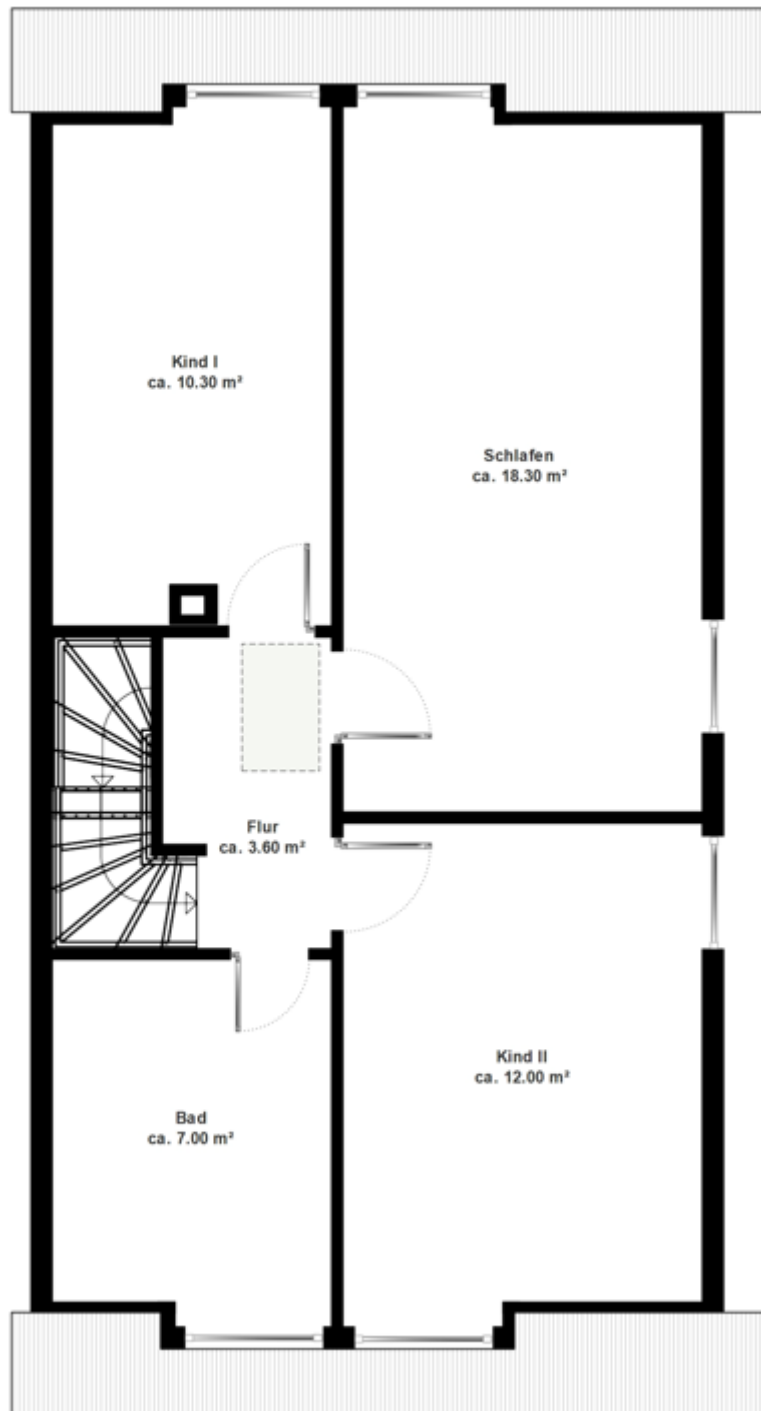 Kind I
ca. 10.30 m²
Schlafen
ca. 18.30 m²
Flur
ca. 3.60 m²
Kind II
ca. 12.00 m²
Bad
ca. 7.00 m²